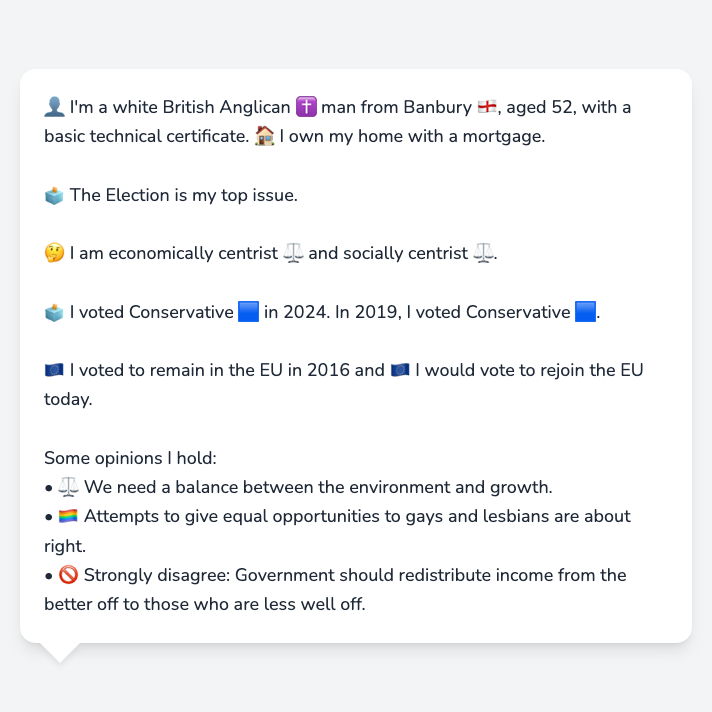 👤 I'm a white British Anglican ✝️ man from Banbury 🏴󠁧󠁢󠁥󠁮󠁧󠁿, aged 52, with a
basic technical certificate. 🏠 I own my home with a mortgage.
🗳️ The Election is my top issue.
🤔 I am economically centrist ⚖️ and socially centrist ⚖️.
🗳️ I voted Conservative 🟦 in 2024. In 2019, I voted Conservative 🟦.
🇪🇺 I voted to remain in the EU in 2016 and 🇪🇺 I would vote to rejoin the EU
today.
Some opinions I hold:
• ⚖️ We need a balance between the environment and growth.
• 🏳️‍🌈 Attempts to give equal opportunities to gays and lesbians are about
right.
• 🚫 Strongly disagree: Government should redistribute income from the
better off to those who are less well off.